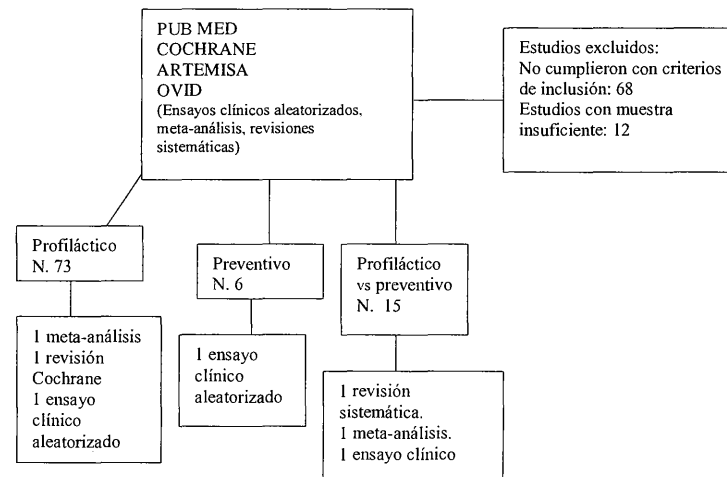 PUB MED
COCHRANE
ARTEMISA
OVID
(Ensayos clínicos aleatorizados,
meta-análisis, revisiones
sistemáticas)
Estudios excluidos:
No cumplieron con criterios
de inclusión: 68
Estudios con muestra
insuficiente: 12
Profiláctico
N. 73
Preventivo
N. 6
Profiláctico
vs preventivo
N. 15
1 meta-análisis
1 revisión
Cochrane
1 ensayo
clínico
aleatorizado
1 ensayo
clínico
aleatorizado
1 revisión
sistemática.
1 meta-análisis.
1 ensayo clínico